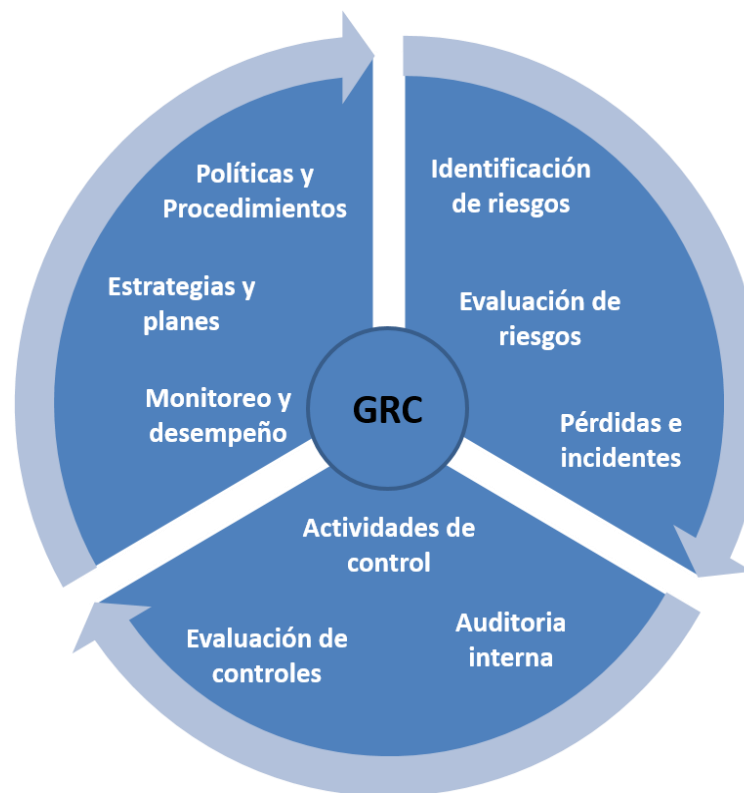 Políticas y
Procedimientos
Estrategias y
planes
Monitoreo y
desempeño
Identificación
de riesgos
Evaluación de
riesgos
Pérdidas e
incidentes
GRC
Actividades de
control
Auditoria
interna
Evaluación de
controles